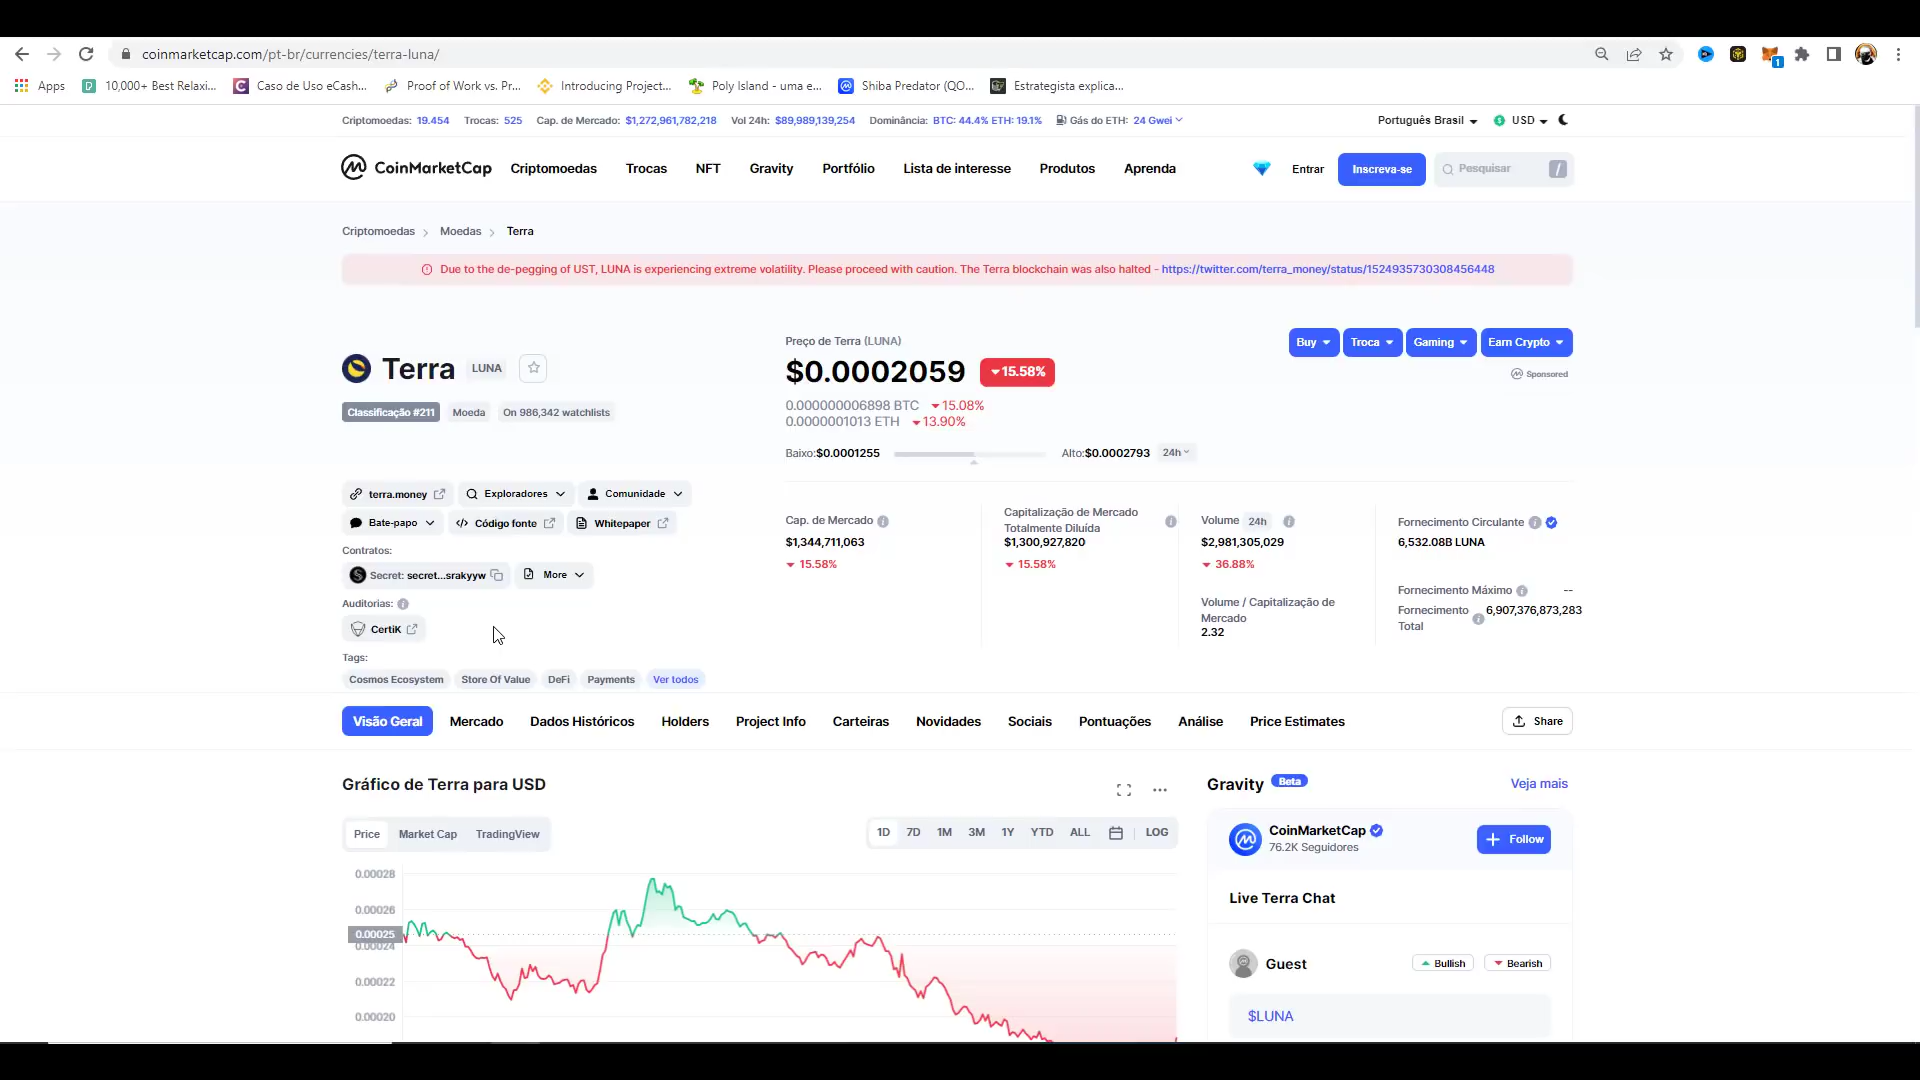 coinmarketcap.com/pt-br/currencies/terra-luna/
Apps 10,000+ Best Relaxi... Caso de Uso eCash... Proof of Work vs. Pr... Introducing Project... Poly Island - uma e... Shiba Predator (QO... Estrategista explica...
Criptomoedas: 19.454 Trocas: 525 Cap. de Mercado: $1,272,961,782,218 Vol 24h: $89,989,139,254 Dominância: BTC: 44.4% ETH: 19.1% Gás do ETH: 24 Gwei Português Brasil USD
CoinMarketCap Criptomoedas Trocas NFT Gravity Portfólio Lista de interesse Produtos Aprenda Entrar Inscreva-se Pesquisar /
Criptomoedas Moedas Terra
Due to the de-pegging of UST, LUNA is experiencing extreme volatility. Please proceed with caution. The Terra blockchain was also halted - https://twitter.com/terra_money/status/1524935730308456448
Terra LUNA
Classificação #211 Moeda On 986,342 watchlists
Preço de Terra (LUNA)
$0.0002059 15.58%
0.000000006898 BTC 15.08%
0.0000001013 ETH 13.90%
Baixo:$0.0001255 Alto:$0.0002793 24h
Buy Troca Gaming Earn Crypto
Sponsored
terra.money Exploradores Comunidade
Bate-papo Código fonte Whitepaper
Contratos:
Secret: secret...srakyyw More
Auditorias:
CertiK
Tags:
Cosmos Ecosystem Store Of Value DeFi Payments Ver todos
Cap. de Mercado
$1,344,711,063
15.58%
Capitalização de Mercado
Totalmente Diluída
$1,300,927,820
15.58%
Volume 24h
$2,981,305,029
36.88%
Volume / Capitalização de
Mercado
2.32
Fornecimento Circulante
6,532.08B LUNA
Fornecimento Máximo --
Fornecimento 6,907,376,873,283
Total
Visão Geral Mercado Dados Históricos Holders Project Info Carteiras Novidades Sociais Pontuações Análise Price Estimates Share
Gráfico de Terra para USD
Price Market Cap TradingView 1D 7D 1M 3M 1Y YTD ALL LOG
0.00028
0.00026
0.00025
0.00024
0.00022
0.00020
Gravity Beta Veja mais
CoinMarketCap
76.2K Seguidores
Follow
Live Terra Chat
Guest Bullish Bearish
$LUNA
1